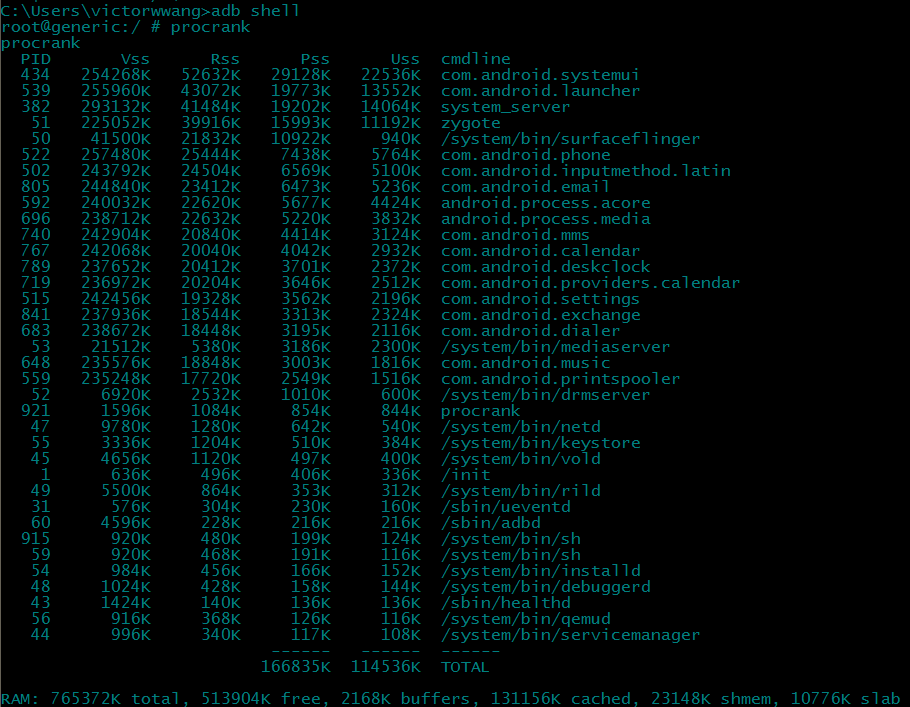 C:\Users\victorwwang>adb shell
root@generic:/ # procrank
procrank
  PID       Vss      Rss      Pss      Uss  cmdline
  434   254268K   52632K   29128K   22536K  com.android.systemui
  539   255960K   43072K   19773K   13552K  com.android.launcher
  382   293132K   41484K   19202K   14064K  system_server
   51   225052K   39916K   15993K   11192K  zygote
   50    41500K   21832K   10922K     940K  /system/bin/surfaceflinger
  522   257480K   25444K    7438K    5764K  com.android.phone
  502   243792K   24504K    6569K    5100K  com.android.inputmethod.latin
  805   244840K   23412K    6473K    5236K  com.android.email
  592   240032K   22620K    5677K    4424K  android.process.acore
  696   238712K   22632K    5220K    3832K  android.process.media
  740   242904K   20840K    4414K    3124K  com.android.mms
  767   242068K   20040K    4042K    2932K  com.android.calendar
  789   237652K   20412K    3701K    2372K  com.android.deskclock
  719   236972K   20204K    3646K    2512K  com.android.providers.calendar
  515   242456K   19328K    3562K    2196K  com.android.settings
  841   237936K   18544K    3313K    2324K  com.android.exchange
  683   238672K   18448K    3195K    2116K  com.android.dialer
   53    21512K    5380K    3186K    2300K  /system/bin/mediaserver
  648   235576K   18848K    3003K    1816K  com.android.music
  559   235248K   17720K    2549K    1516K  com.android.printspooler
   52     6920K    2532K    1010K     600K  /system/bin/drmserver
  921     1596K    1084K     854K     844K  procrank
   47     9780K    1280K     642K     540K  /system/bin/netd
   55     3336K    1204K     510K     384K  /system/bin/keystore
   45     4656K    1120K     497K     400K  /system/bin/vold
    1      636K     496K     406K     336K  /init
   49     5500K     864K     353K     312K  /system/bin/rild
   31      576K     304K     230K     160K  /sbin/ueventd
   60     4596K     228K     216K     216K  /sbin/adbd
  915      920K     480K     199K     124K  /system/bin/sh
   59      920K     468K     191K     116K  /system/bin/sh
   54      984K     456K     166K     152K  /system/bin/installd
   48     1024K     428K     158K     144K  /system/bin/debuggerd
   43     1424K     140K     136K     136K  /sbin/healthd
   56      916K     368K     126K     116K  /system/bin/qemud
   44      996K     340K     117K     108K  /system/bin/servicemanager
                           ------   ------  ------
                          166835K  114536K  TOTAL
RAM: 765372K total, 513904K free, 2168K buffers, 131156K cached, 23148K shmem, 10776K slab